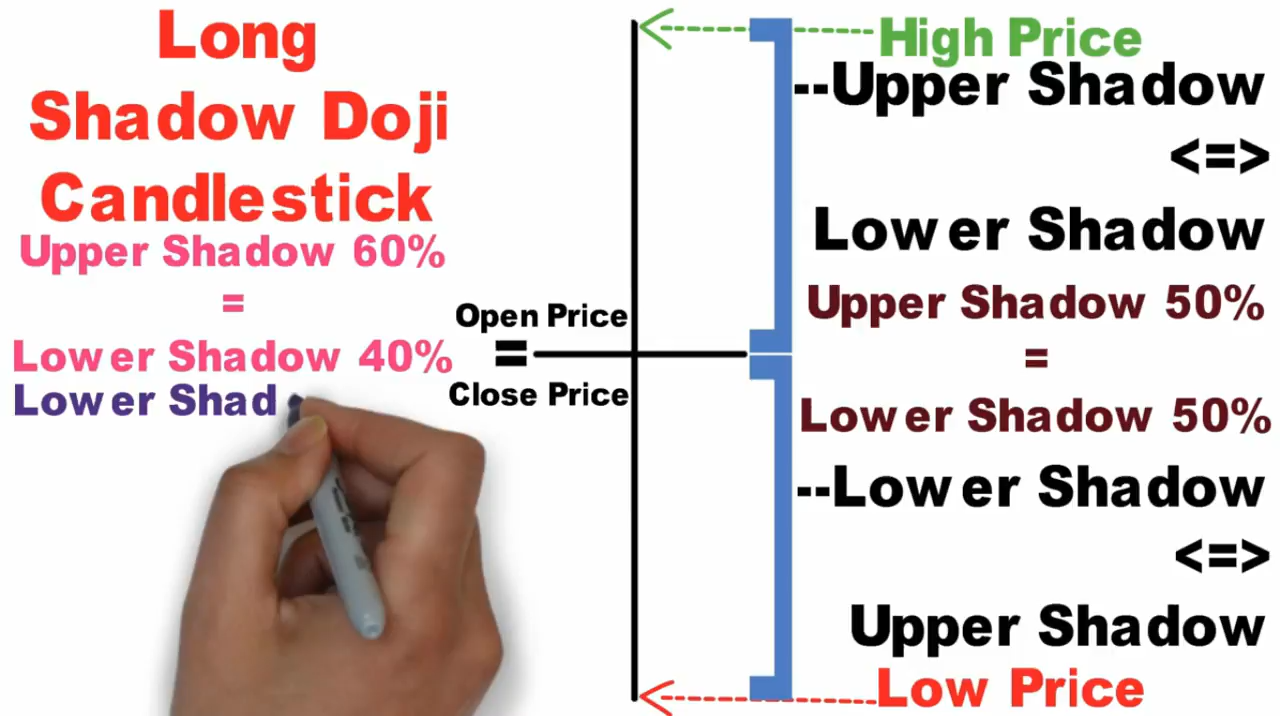 Long
Shadow Doji
Candlestick
Upper Shadow 60%
=
Lower Shadow 40%
Lower Shad
Open Price
=
Close Price
High Price
--Upper Shadow
<=>
Lower Shadow
Upper Shadow 50%
=
Lower Shadow 50%
--Lower Shadow
<=>
Upper Shadow
Low Price